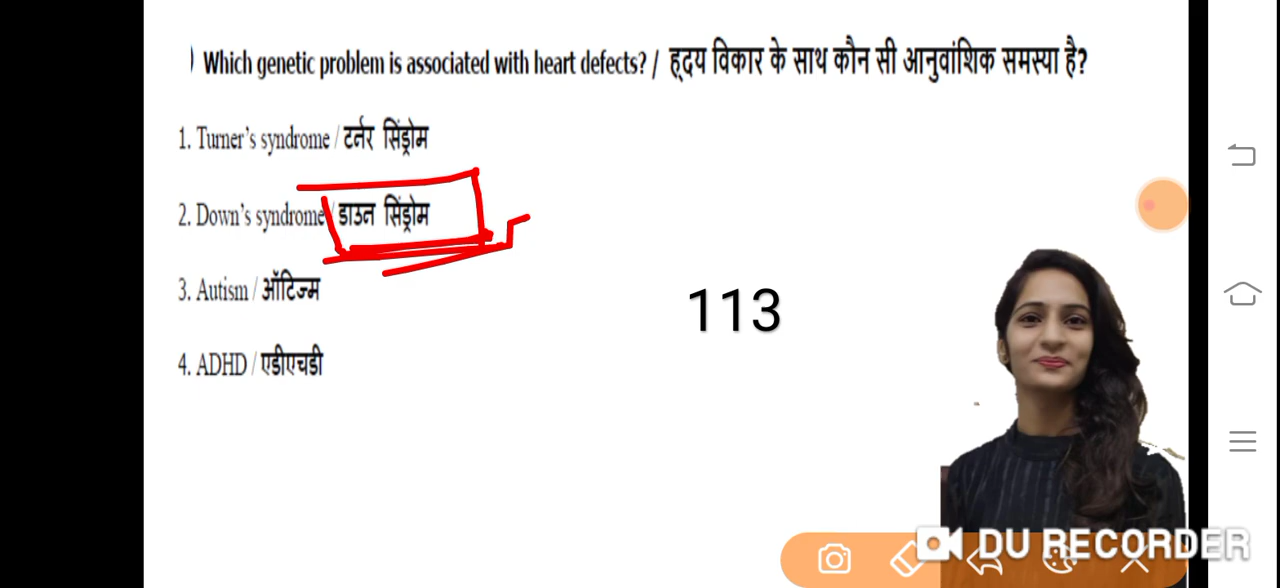 ) Which genetic problem is associated with heart defects? / हृदय विकार के साथ कौन सी आनुवांशिक समस्या है?
1. Turner's syndrome / टर्नर सिंड्रोम
2. Down's syndrome / डाउन सिंड्रोम
3. Autism / ऑटिज्म
4. ADHD / एडीएचडी
113
DU RECORDER